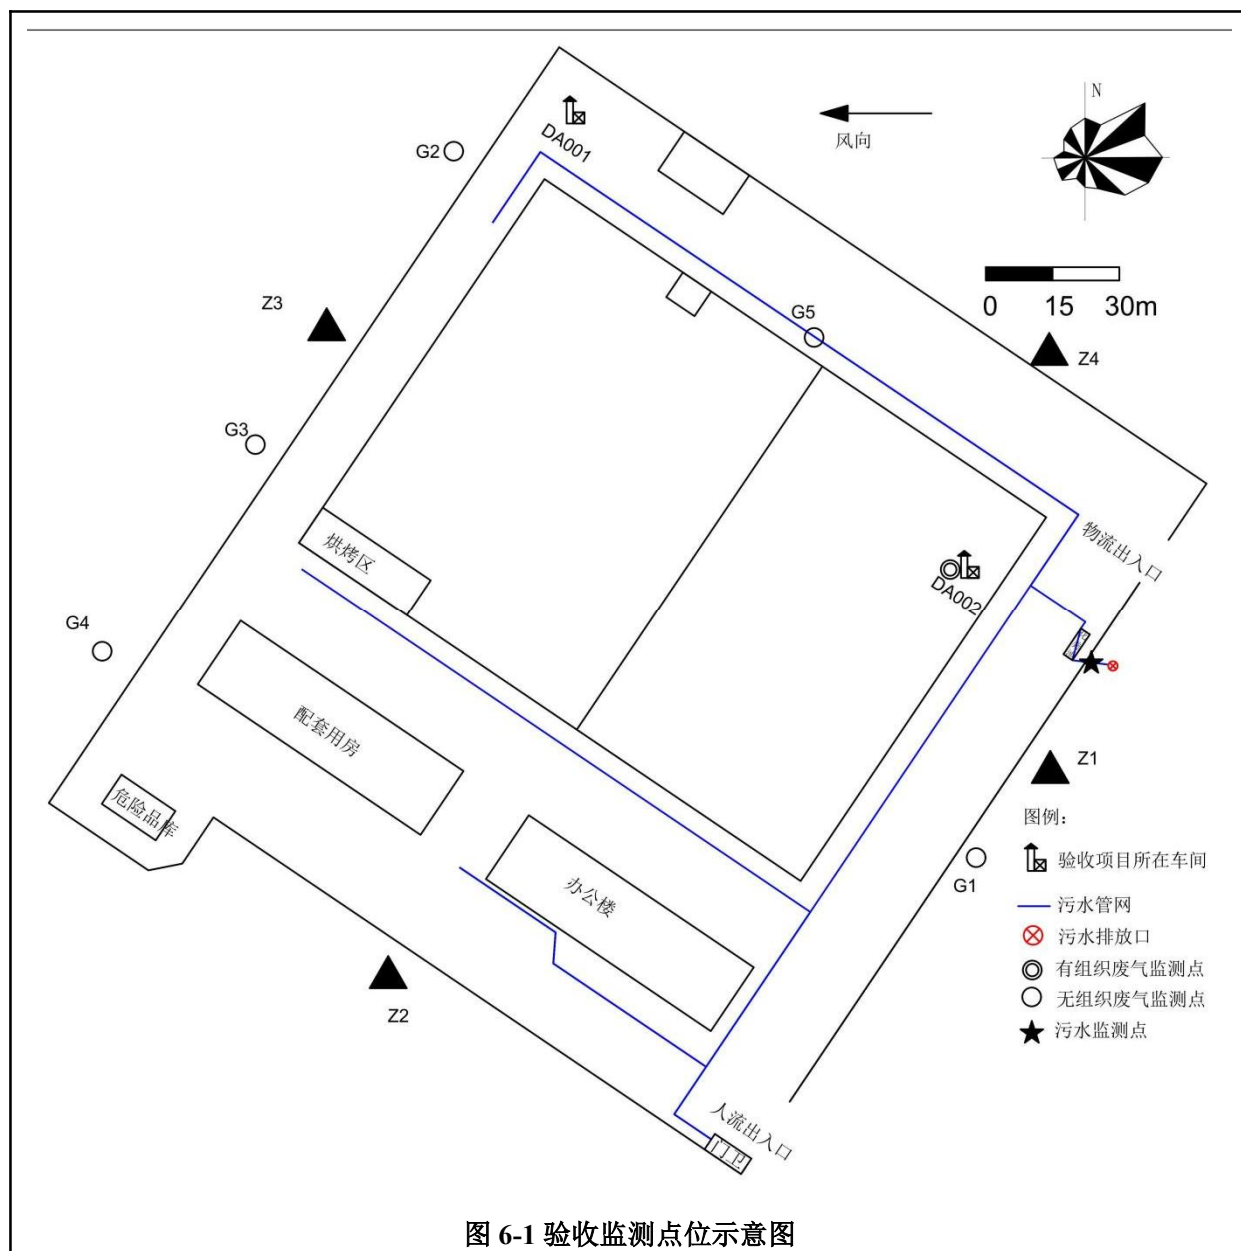 N
风向
DA001
G2
0 15 30m
Z3
G5
Z4
G3
物流出入口
烘烤区
DA002
G4
配套用房
Z1
危险品库
图例：
验收项目所在车间
G1
办公楼
污水管网
污水排放口
有组织废气监测点
无组织废气监测点
Z2
污水监测点
人流出入口
门卫
图 6-1 验收监测点位示意图